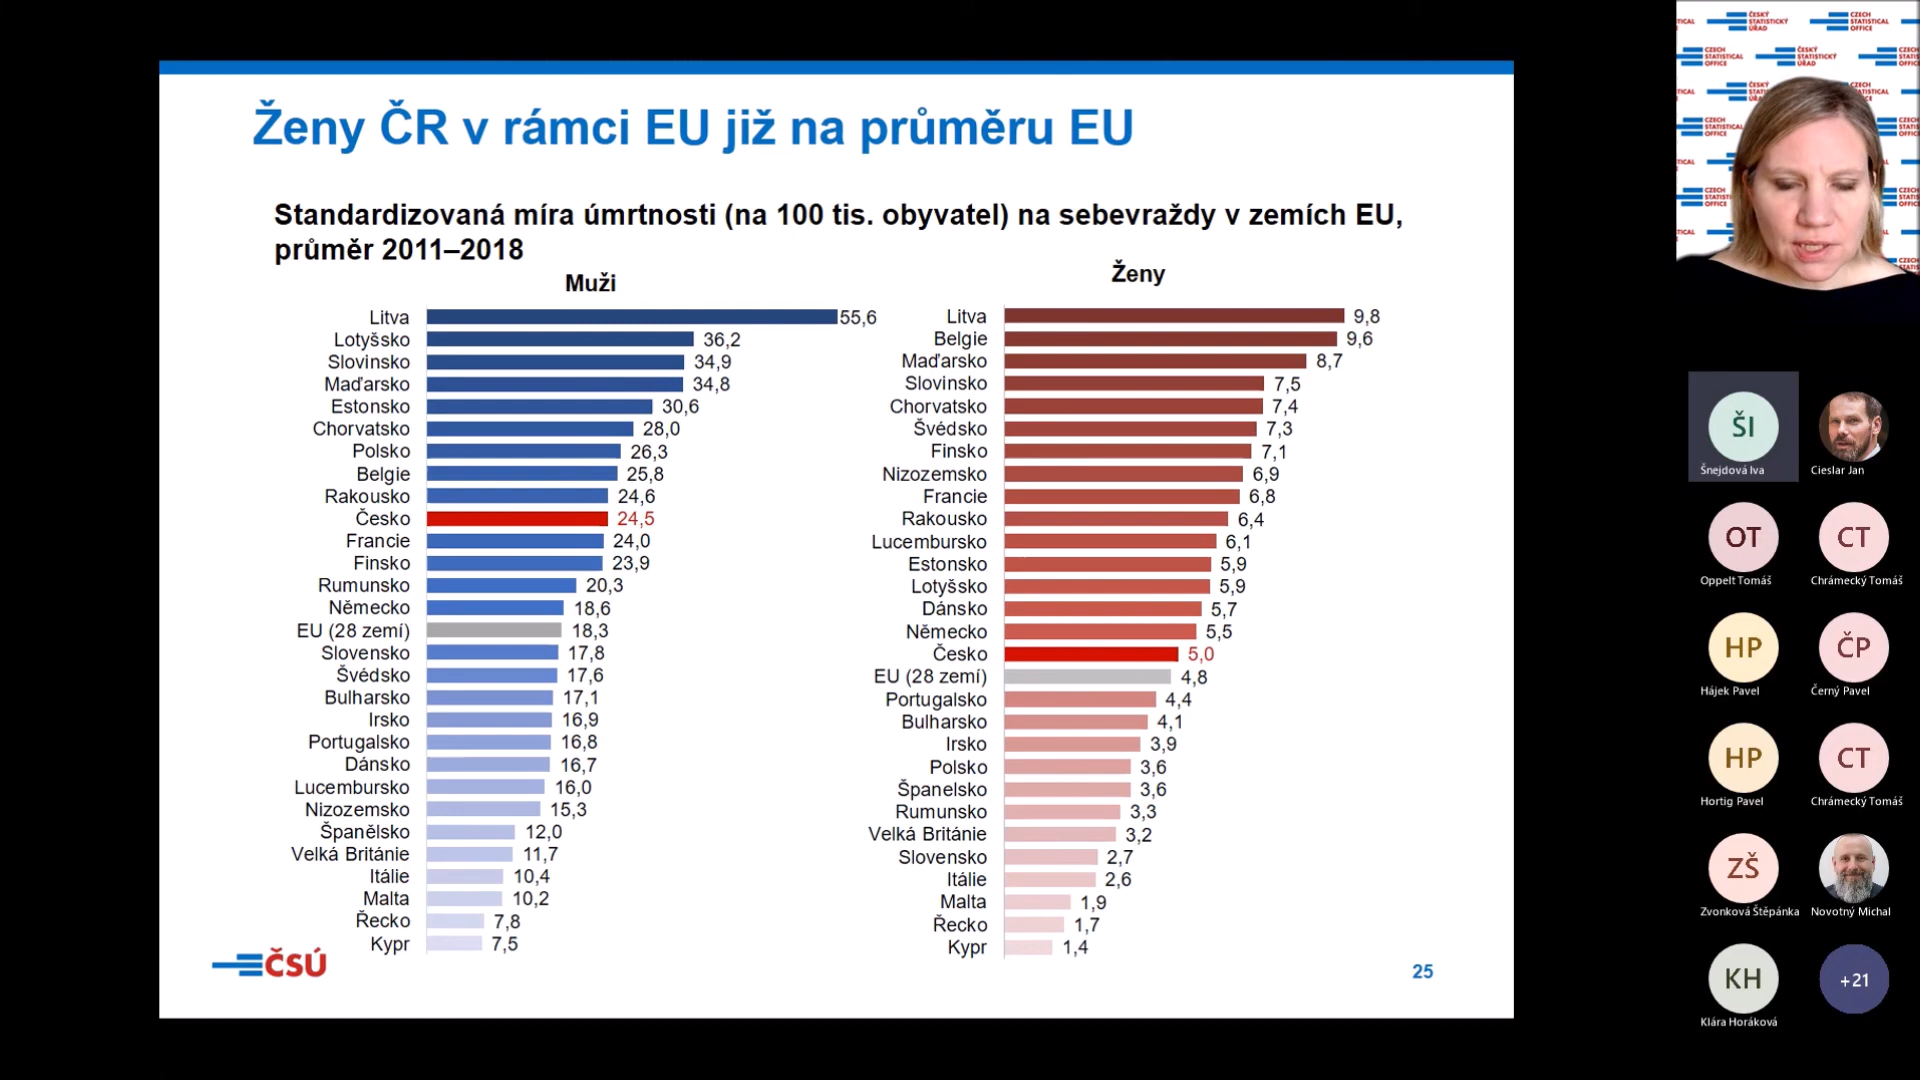 Ženy ČR v rámci EU již na průměru EU
Standardizovaná míra úmrtnosti (na 100 tis. obyvatel) na sebevraždy v zemích EU,
průměr 2011–2018
Muži
Litva 55,6
Lotyšsko 36,2
Slovinsko 34,9
Maďarsko 34,8
Estonsko 30,6
Chorvatsko 28,0
Polsko 26,3
Belgie 25,8
Rakousko 24,6
Česko 24,5
Francie 24,0
Finsko 23,9
Rumunsko 20,3
Německo 18,6
EU (28 zemí) 18,3
Slovensko 17,8
Švédsko 17,6
Bulharsko 17,1
Irsko 16,9
Portugalsko 16,8
Dánsko 16,7
Lucembursko 16,0
Nizozemsko 15,3
Španělsko 12,0
Velká Británie 11,7
Itálie 10,4
Malta 10,2
Řecko 7,8
Kypr 7,5
Ženy
Litva 9,8
Belgie 9,6
Maďarsko 8,7
Slovinsko 7,5
Chorvatsko 7,4
Švédsko 7,3
Finsko 7,1
Nizozemsko 6,9
Francie 6,8
Rakousko 6,4
Lucembursko 6,1
Estonsko 5,9
Lotyšsko 5,9
Dánsko 5,7
Německo 5,5
Česko 5,0
EU (28 zemí) 4,8
Portugalsko 4,4
Bulharsko 4,1
Irsko 3,9
Polsko 3,6
Španelsko 3,6
Rumunsko 3,3
Velká Británie 3,2
Slovensko 2,7
Itálie 2,6
Malta 1,9
Řecko 1,7
Kypr 1,4
ČSÚ
25
ČESKÝ
STATISTICKÝ
ÚŘAD
CZECH
STATISTICAL
OFFICE
ŠI
Šnejdová Iva
Cieslar Jan
OT
Oppelt Tomáš
CT
Chrámecký Tomáš
HP
Hájek Pavel
ČP
Černý Pavel
HP
Hortig Pavel
CT
Chrámecký Tomáš
ZŠ
Zvonková Štěpánka
Novotný Michal
KH
Klára Horáková
+21